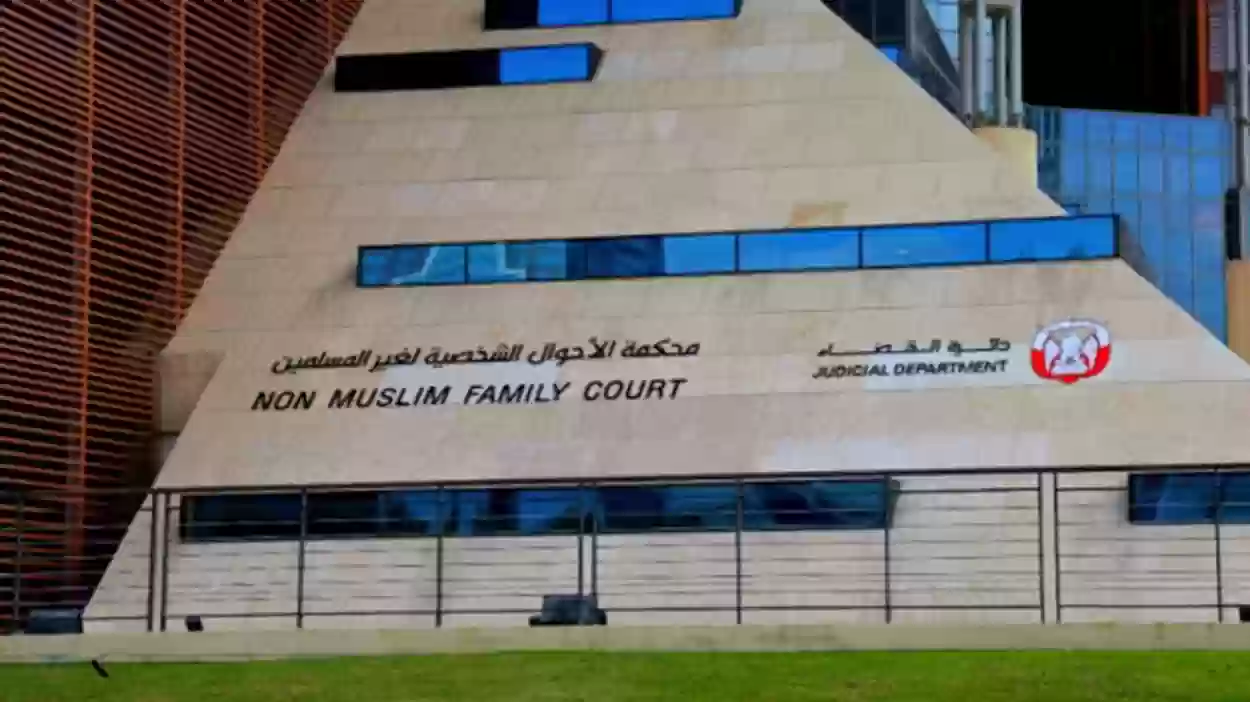 محكمة الأحوال الشخصية لغير المسلمين
NON MUSLIM FAMILY COURT
دائرة القضاء
JUDICIAL DEPARTMENT